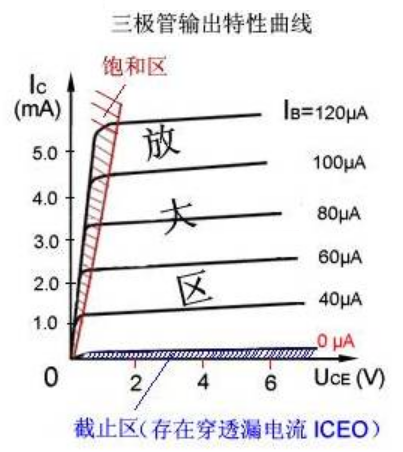 三极管输出特性曲线
饱和区
IC
(mA)
IB=120μA
放
5.0
100μA
4.0
大
80μA
3.0
60μA
2.0
区
40μA
1.0
0 μA
0
2
4
6
UCE (V)
截止区(存在穿透漏电流 ICEO)